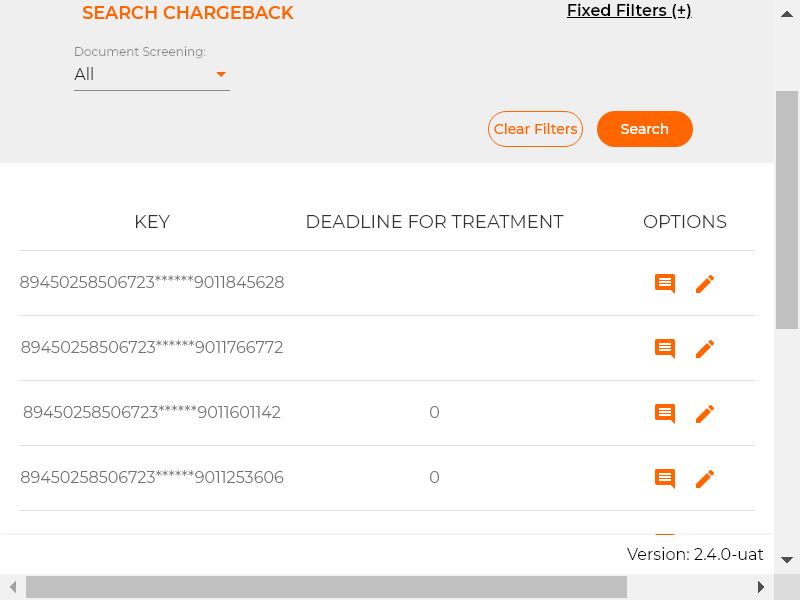 SEARCH CHARGEBACK
Fixed Filters (+)
Document Screening:
All
Clear Filters
Search
KEY DEADLINE FOR TREATMENT OPTIONS
89450258506723******9011845628
89450258506723******9011766772
89450258506723******9011601142 0
89450258506723******9011253606 0
Version: 2.4.0-uat